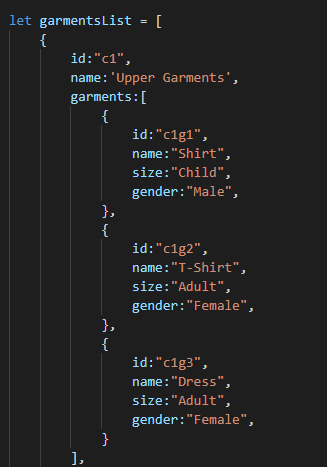 let garmentsList = [
{
id:"c1",
name:'Upper Garments',
garments:[
{
id:"c1g1",
name:"Shirt",
size:"Child",
gender:"Male",
},
{
id:"c1g2",
name:"T-Shirt",
size:"Adult",
gender:"Female",
},
{
id:"c1g3",
name:"Dress",
size:"Adult",
gender:"Female",
}
],